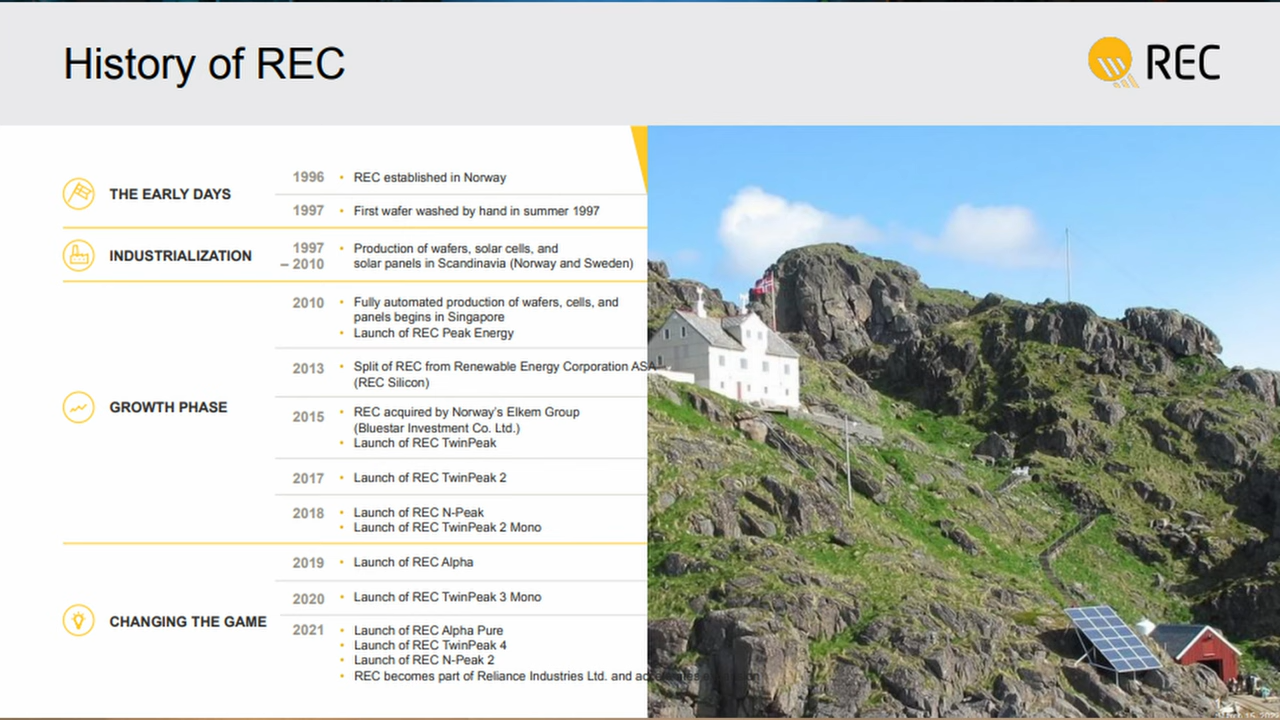 History of REC
REC
THE EARLY DAYS
1996
• REC established in Norway
1997
• First wafer washed by hand in summer 1997
INDUSTRIALIZATION
1997
– 2010
• Production of wafers, solar cells, and
solar panels in Scandinavia (Norway and Sweden)
GROWTH PHASE
2010
• Fully automated production of wafers, cells, and
panels begins in Singapore
• Launch of REC Peak Energy
2013
• Split of REC from Renewable Energy Corporation ASA
(REC Silicon)
2015
• REC acquired by Norway's Elkem Group
(Bluestar Investment Co. Ltd.)
• Launch of REC TwinPeak
2017
• Launch of REC TwinPeak 2
2018
• Launch of REC N-Peak
• Launch of REC TwinPeak 2 Mono
CHANGING THE GAME
2019
• Launch of REC Alpha
2020
• Launch of REC TwinPeak 3 Mono
2021
• Launch of REC Alpha Pure
• Launch of REC TwinPeak 4
• Launch of REC N-Peak 2
• REC becomes part of Reliance Industries Ltd. and